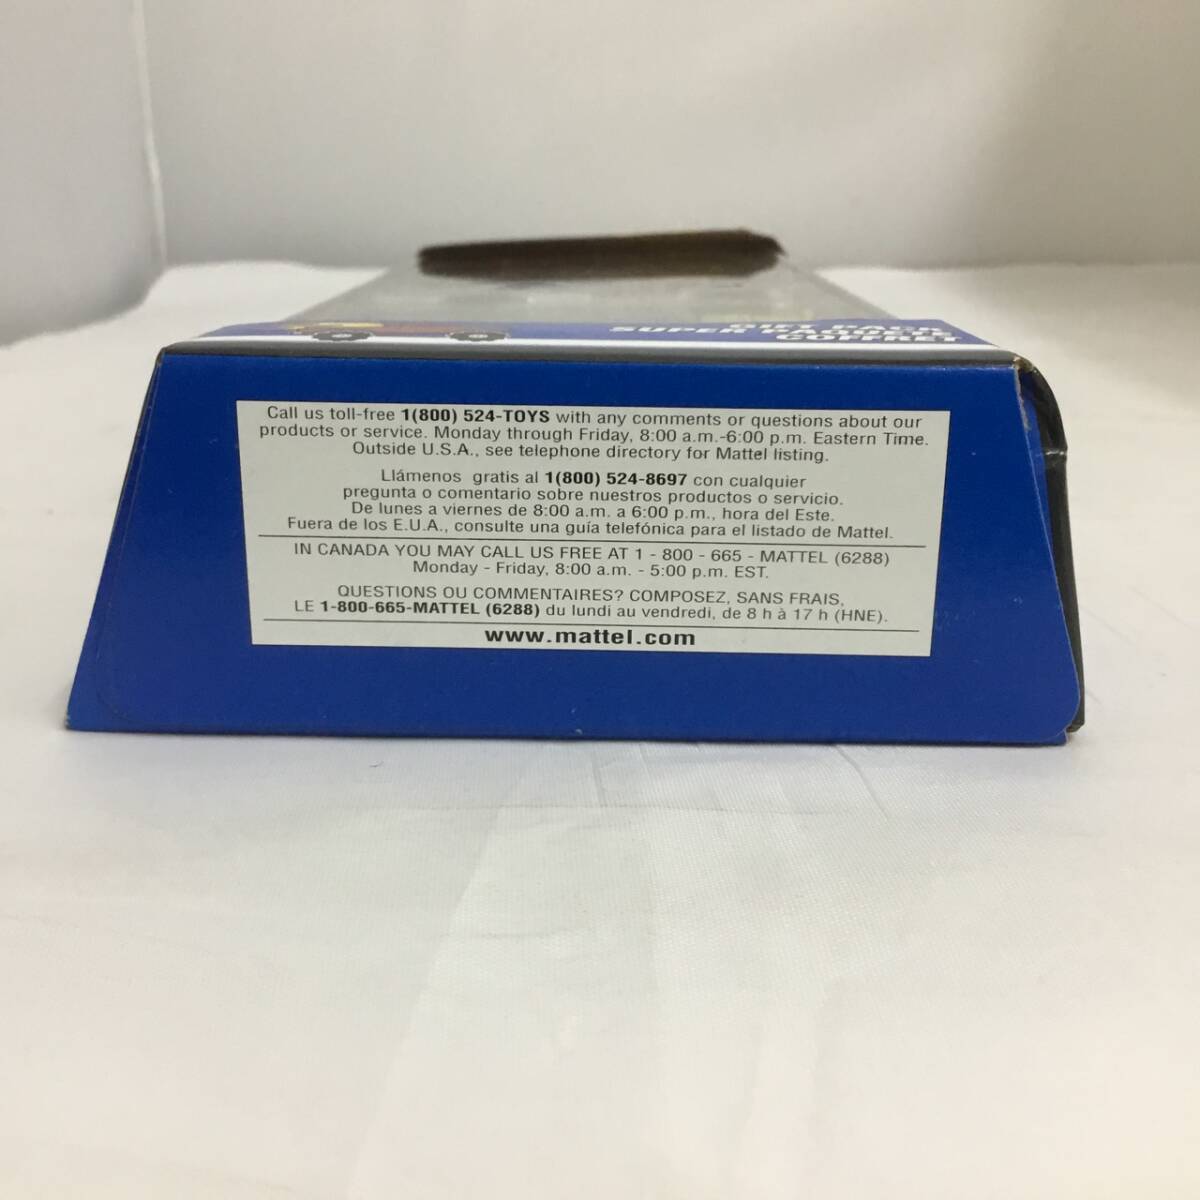 GIFT PACK
SUPER PAQUETE
COFFRET
Call us toll-free 1(800) 524-TOYS with any comments or questions about our
products or service. Monday through Friday, 8:00 a.m.-6:00 p.m. Eastern Time.
Outside U.S.A., see telephone directory for Mattel listing.
Llámenos gratis al 1(800) 524-8697 con cualquier
pregunta o comentario sobre nuestros productos o servicio.
De lunes a viernes de 8:00 a.m. a 6:00 p.m., hora del Este.
Fuera de los E.U.A., consulte una guía telefónica para el listado de Mattel.
IN CANADA YOU MAY CALL US FREE AT 1 - 800 - 665 - MATTEL (6288)
Monday - Friday, 8:00 a.m. - 5:00 p.m. EST.
QUESTIONS OU COMMENTAIRES? COMPOSEZ, SANS FRAIS,
LE 1-800-665-MATTEL (6288) du lundi au vendredi, de 8 h à 17 h (HNE).
www.mattel.com